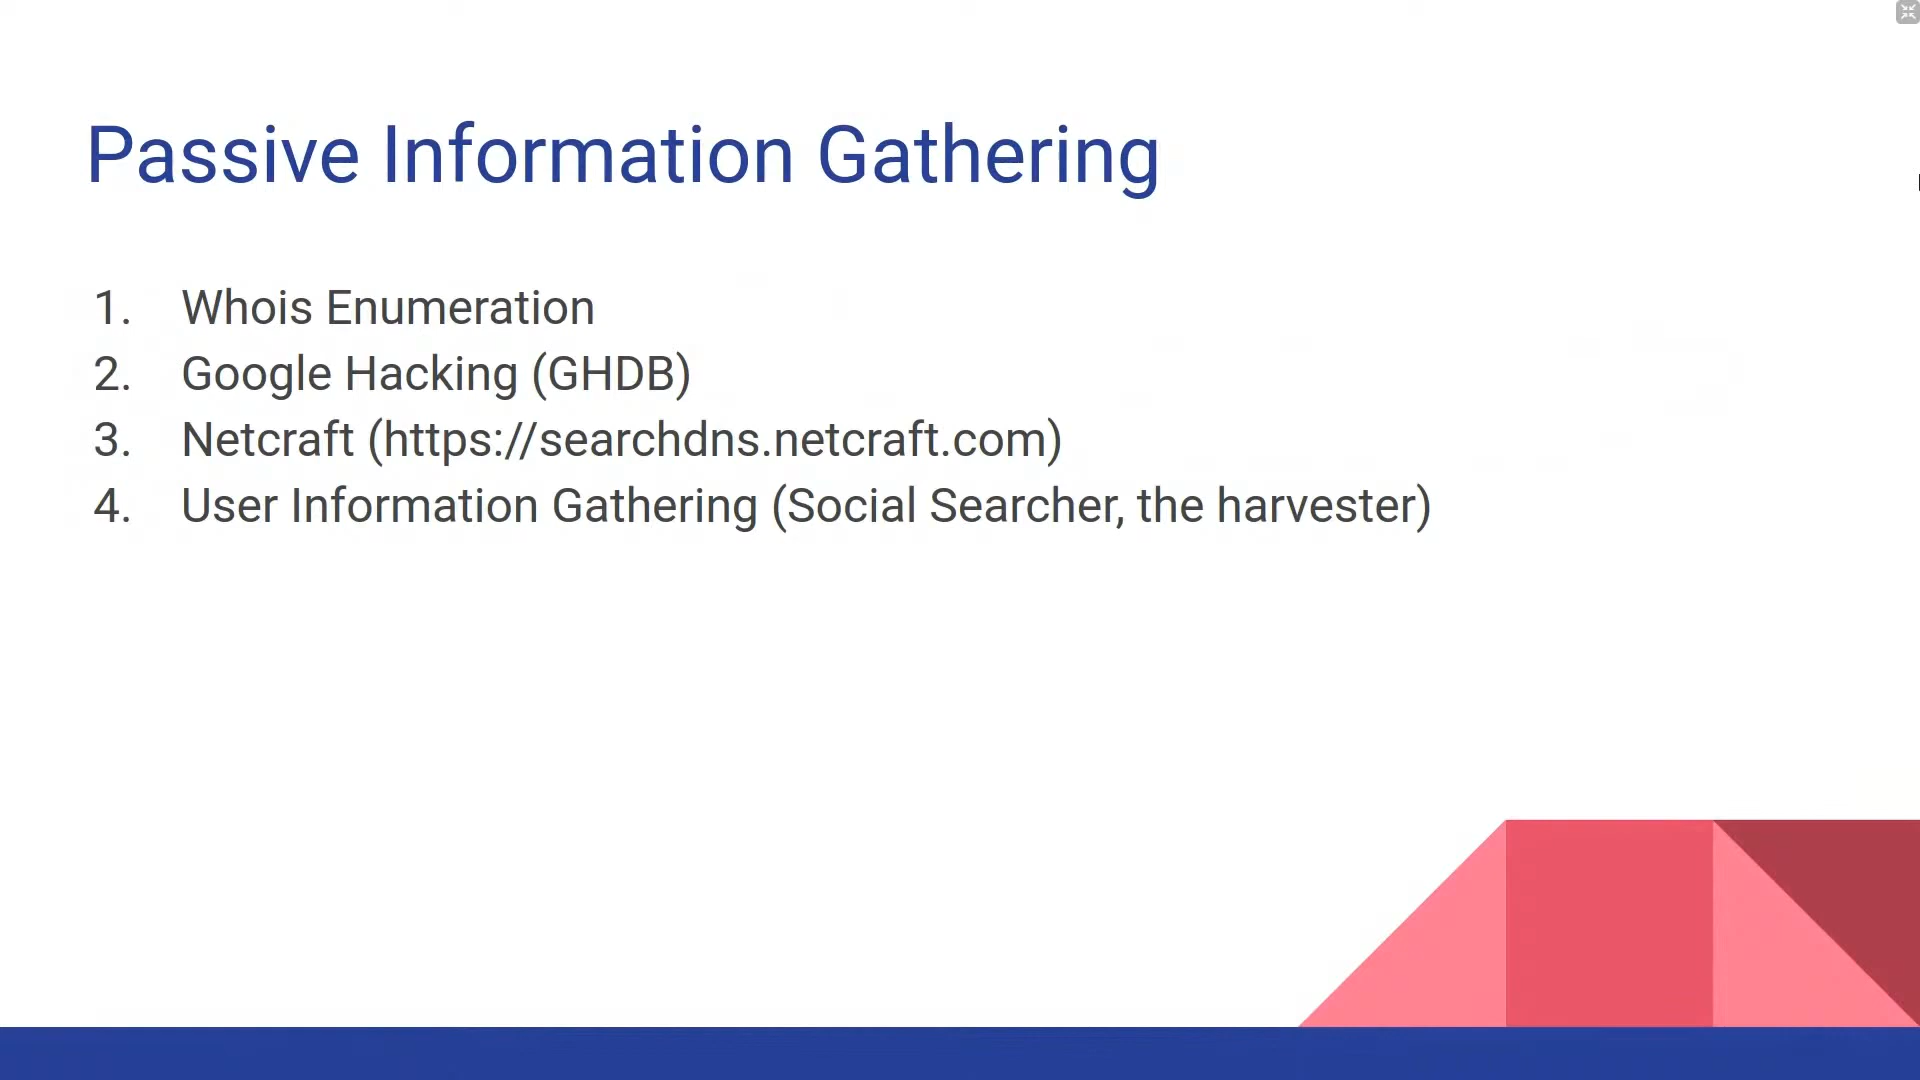 Passive Information Gathering
1. Whois Enumeration
2. Google Hacking (GHDB)
3. Netcraft (https://searchdns.netcraft.com)
4. User Information Gathering (Social Searcher, the harvester)